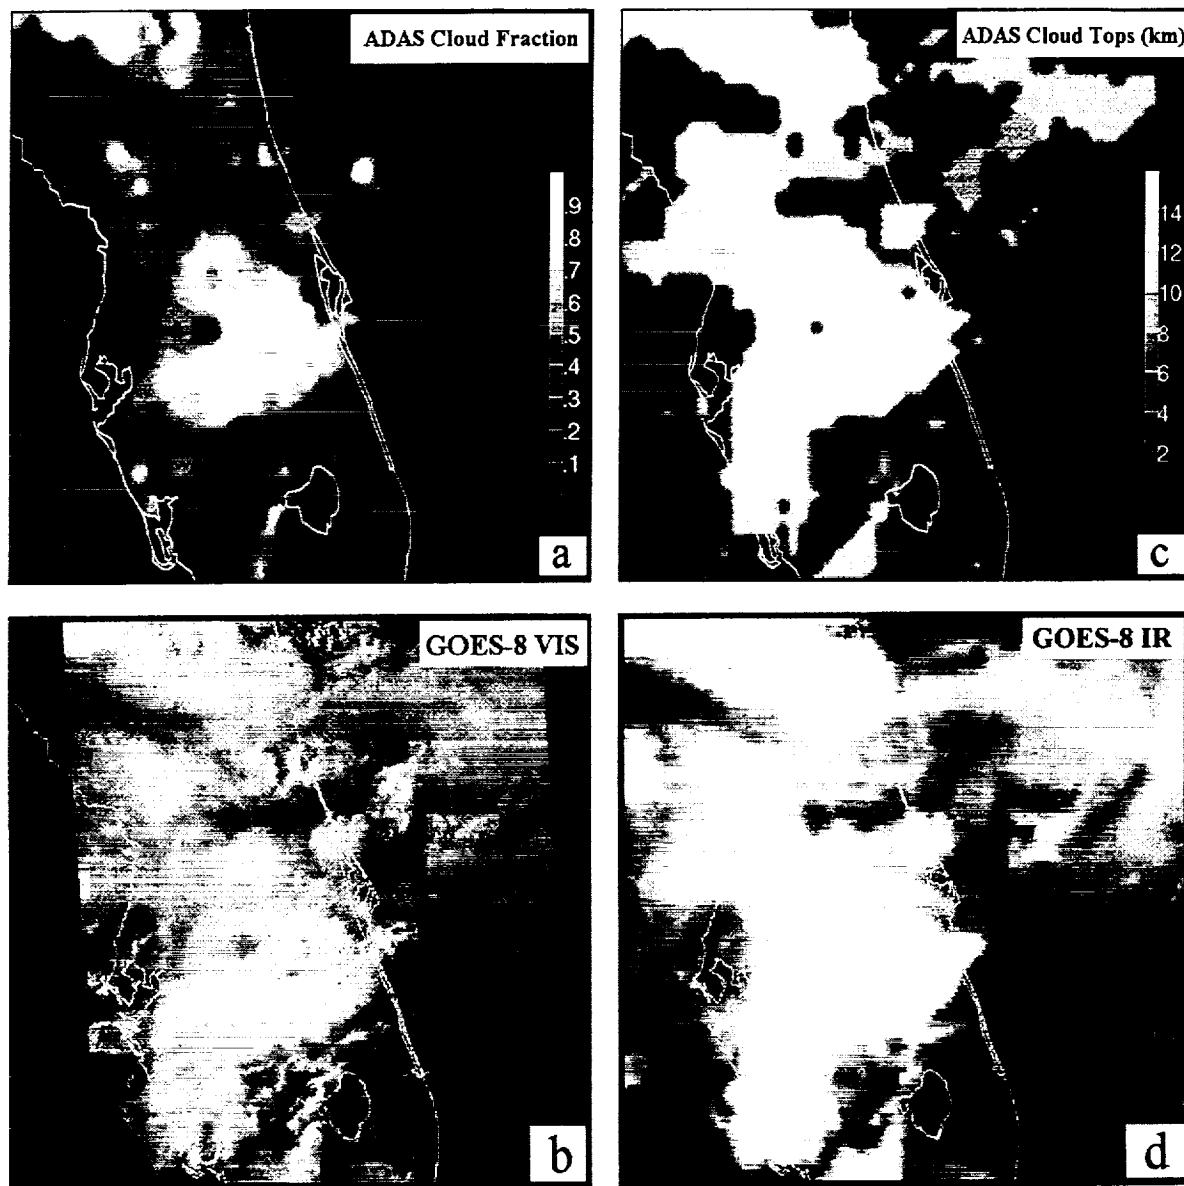 ADAS Cloud Fraction
.9
.8
.7
.6
.5
.4
.3
.2
.1
a
ADAS Cloud Tops (km)
14
12
10
8
6
4
2
c
GOES-8 VIS
b
GOES-8 IR
d